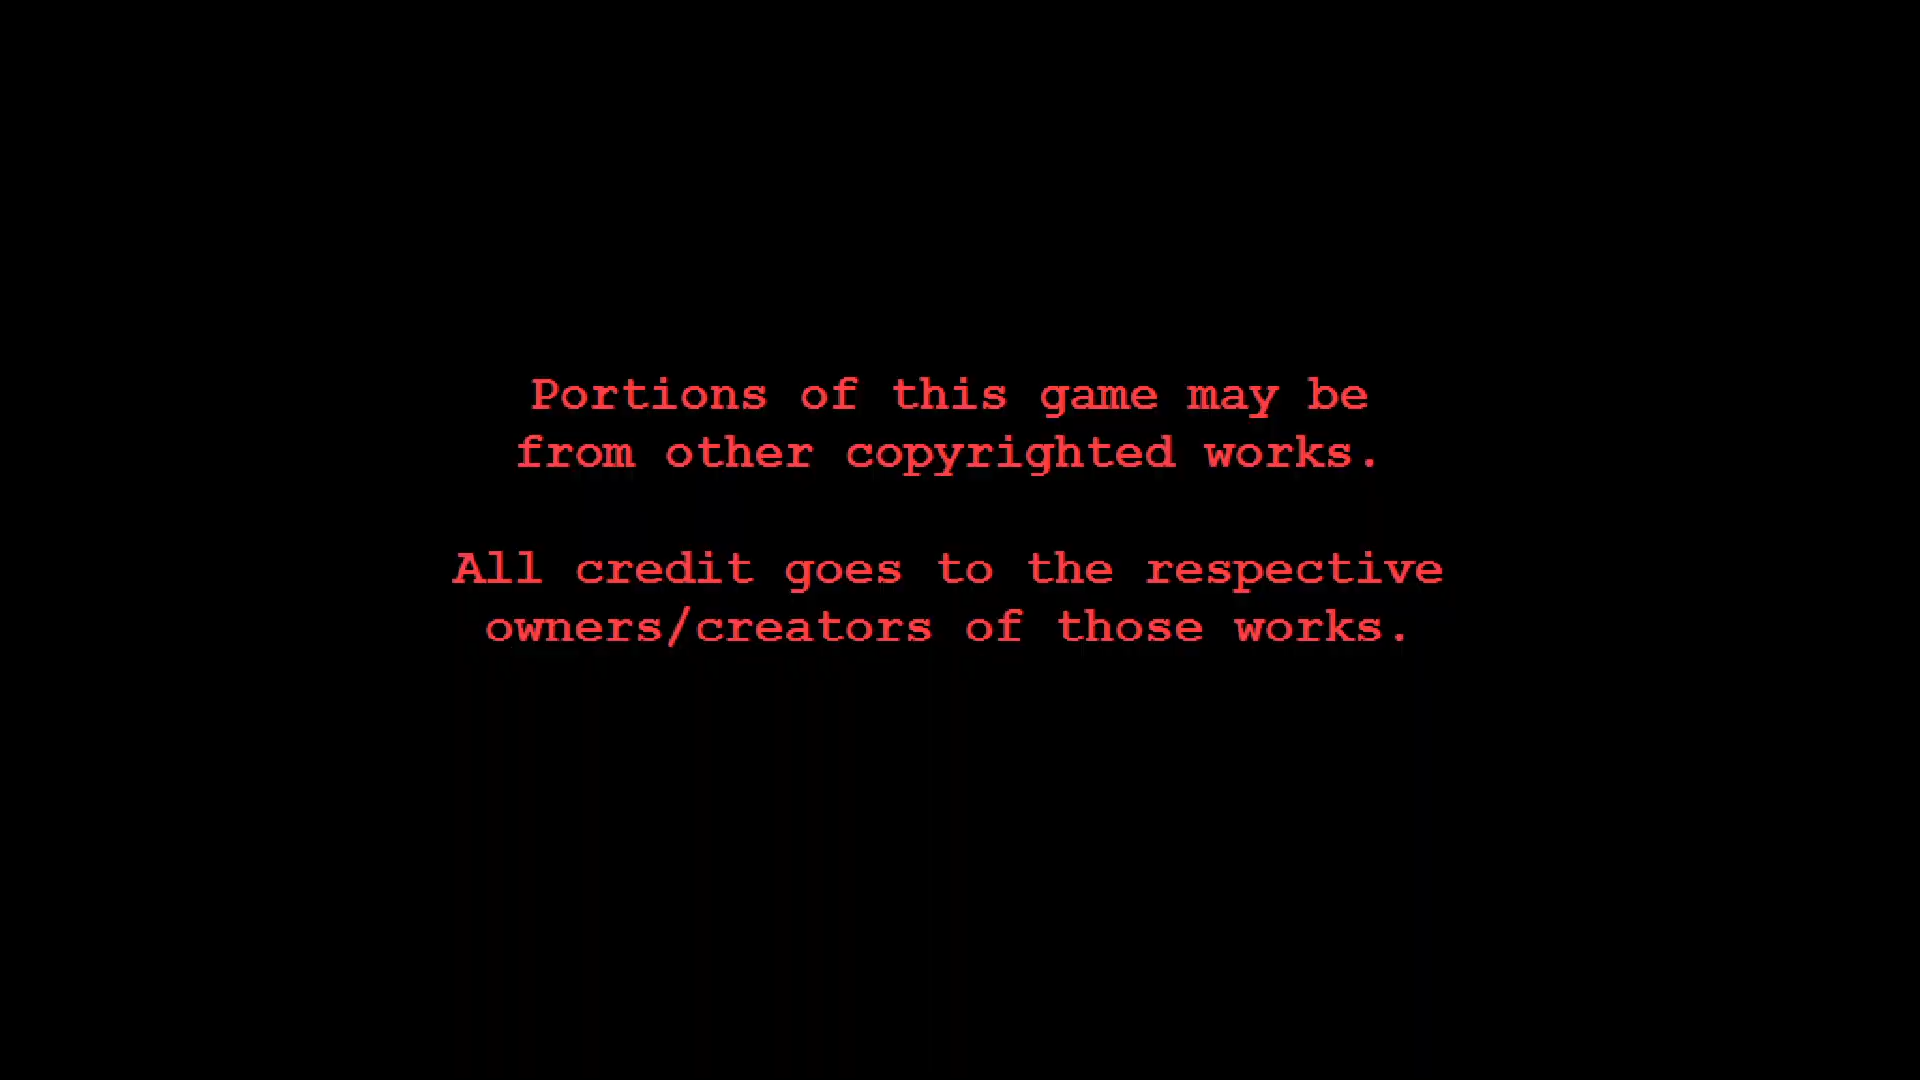 Portions of this game may be
from other copyrighted works.
All credit goes to the respective
owners/creators of those works.